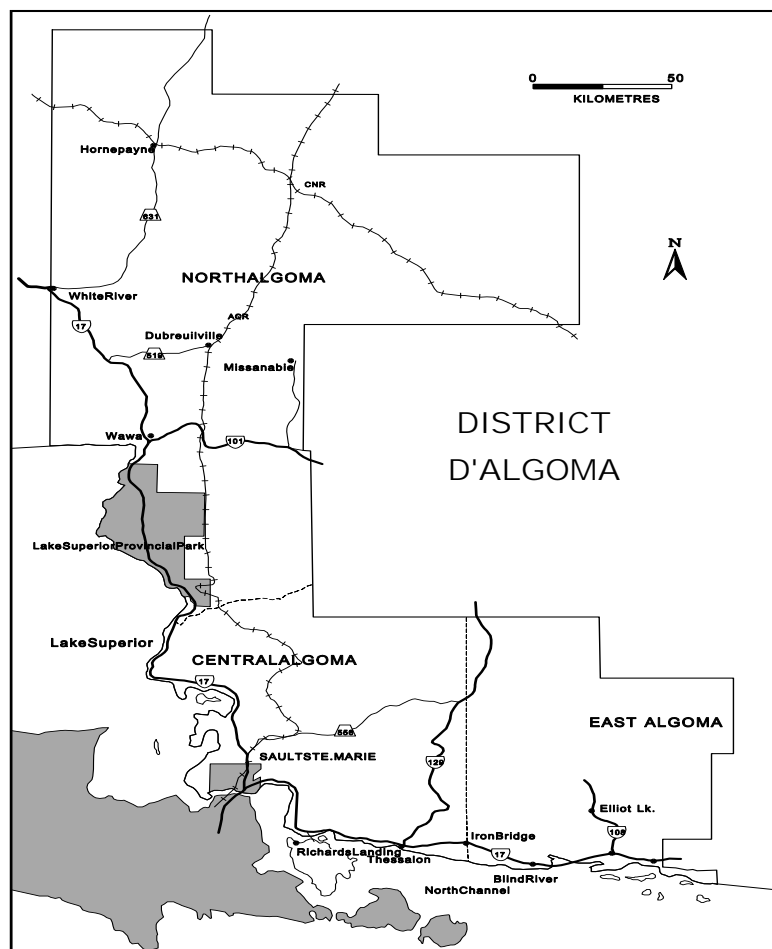 0 50
KILOMETRES
Hornepayne
CNR
631
N
NORTHALGOMA
WhiteRiver
17
ACR
Dubreuilville
519
Missanabie
DISTRICT
D'ALGOMA
Wawa
101
LakeSuperiorProvincialPark
LakeSuperior
CENTRALALGOMA
17
EAST ALGOMA
556
SAULTSTE.MARIE
129
Elliot Lk.
108
IronBridge
RichardsLanding
17
Thessalon
BlindRiver
NorthChannel